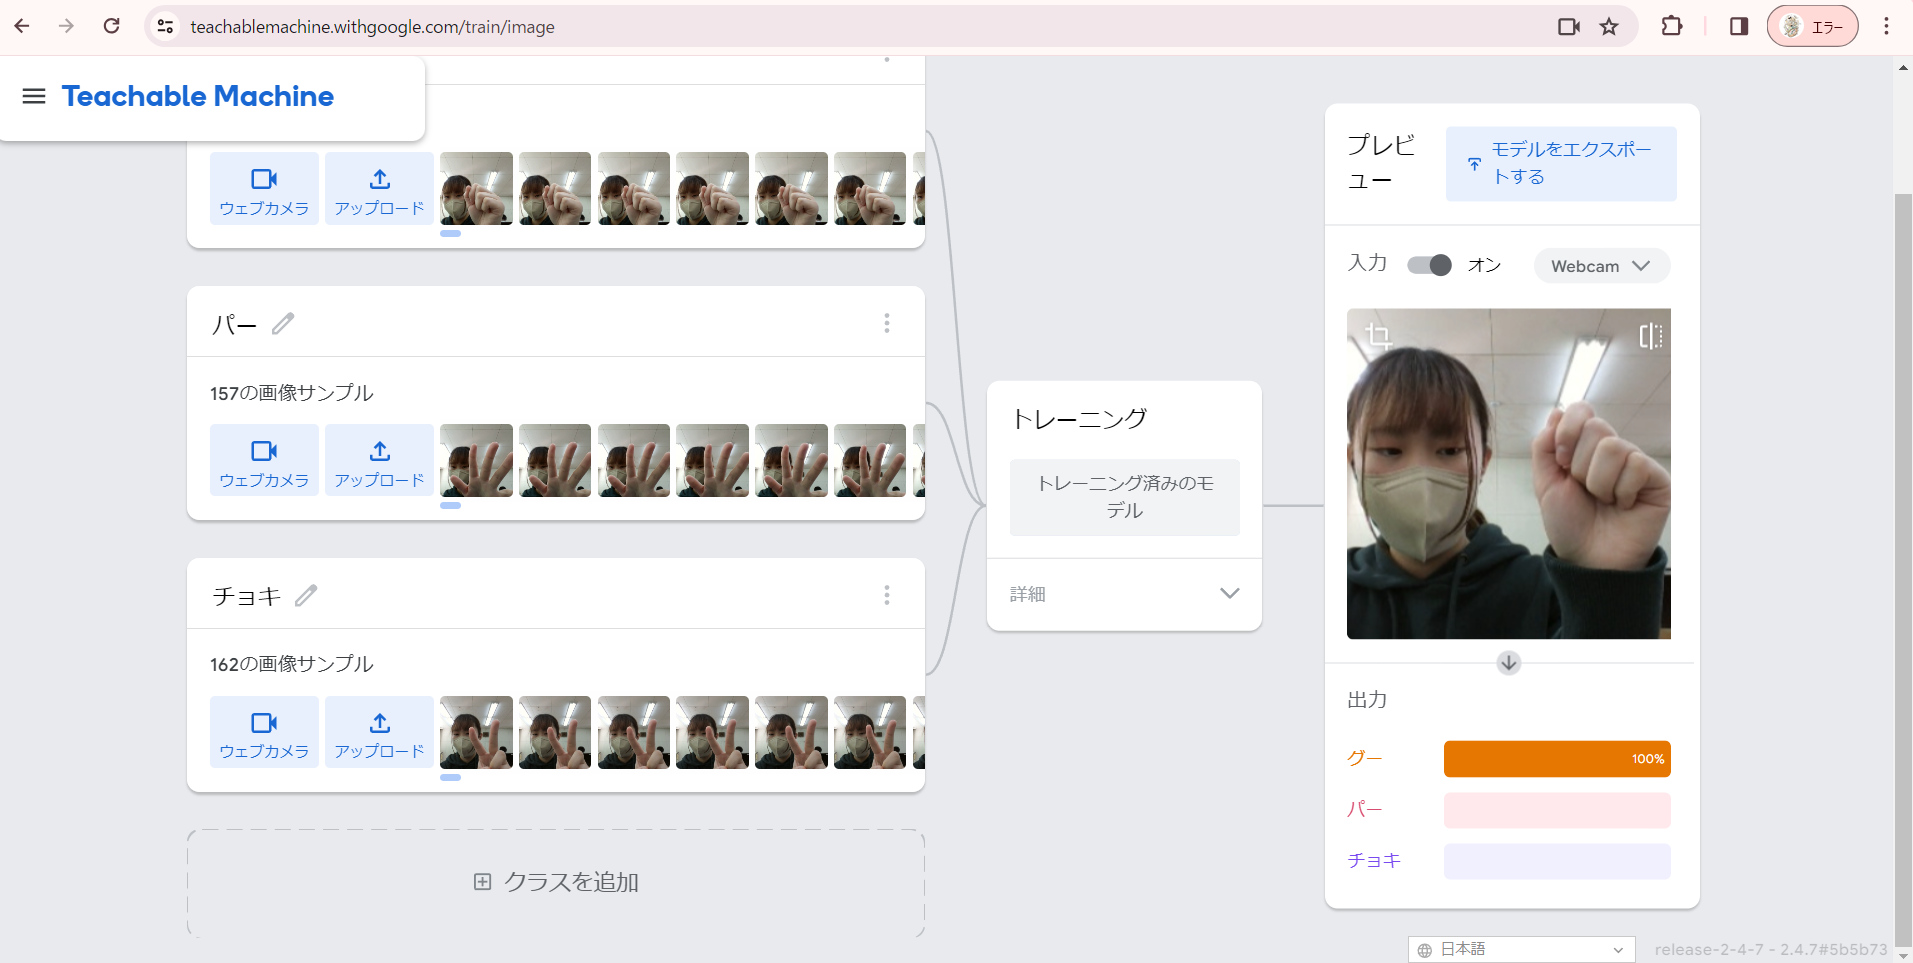 teachablemachine.withgoogle.com/train/image
エラー
Teachable Machine
ウェブカメラ
アップロード
パー
157の画像サンプル
ウェブカメラ
アップロード
チョキ
162の画像サンプル
ウェブカメラ
アップロード
クラスを追加
トレーニング
トレーニング済みのモ
デル
詳細
プレビ
ュー
モデルをエクスポー
トする
入力
オン
Webcam
出力
グー
100%
パー
チョキ
日本語
release-2-4-7 - 2.4.7#5b5b73